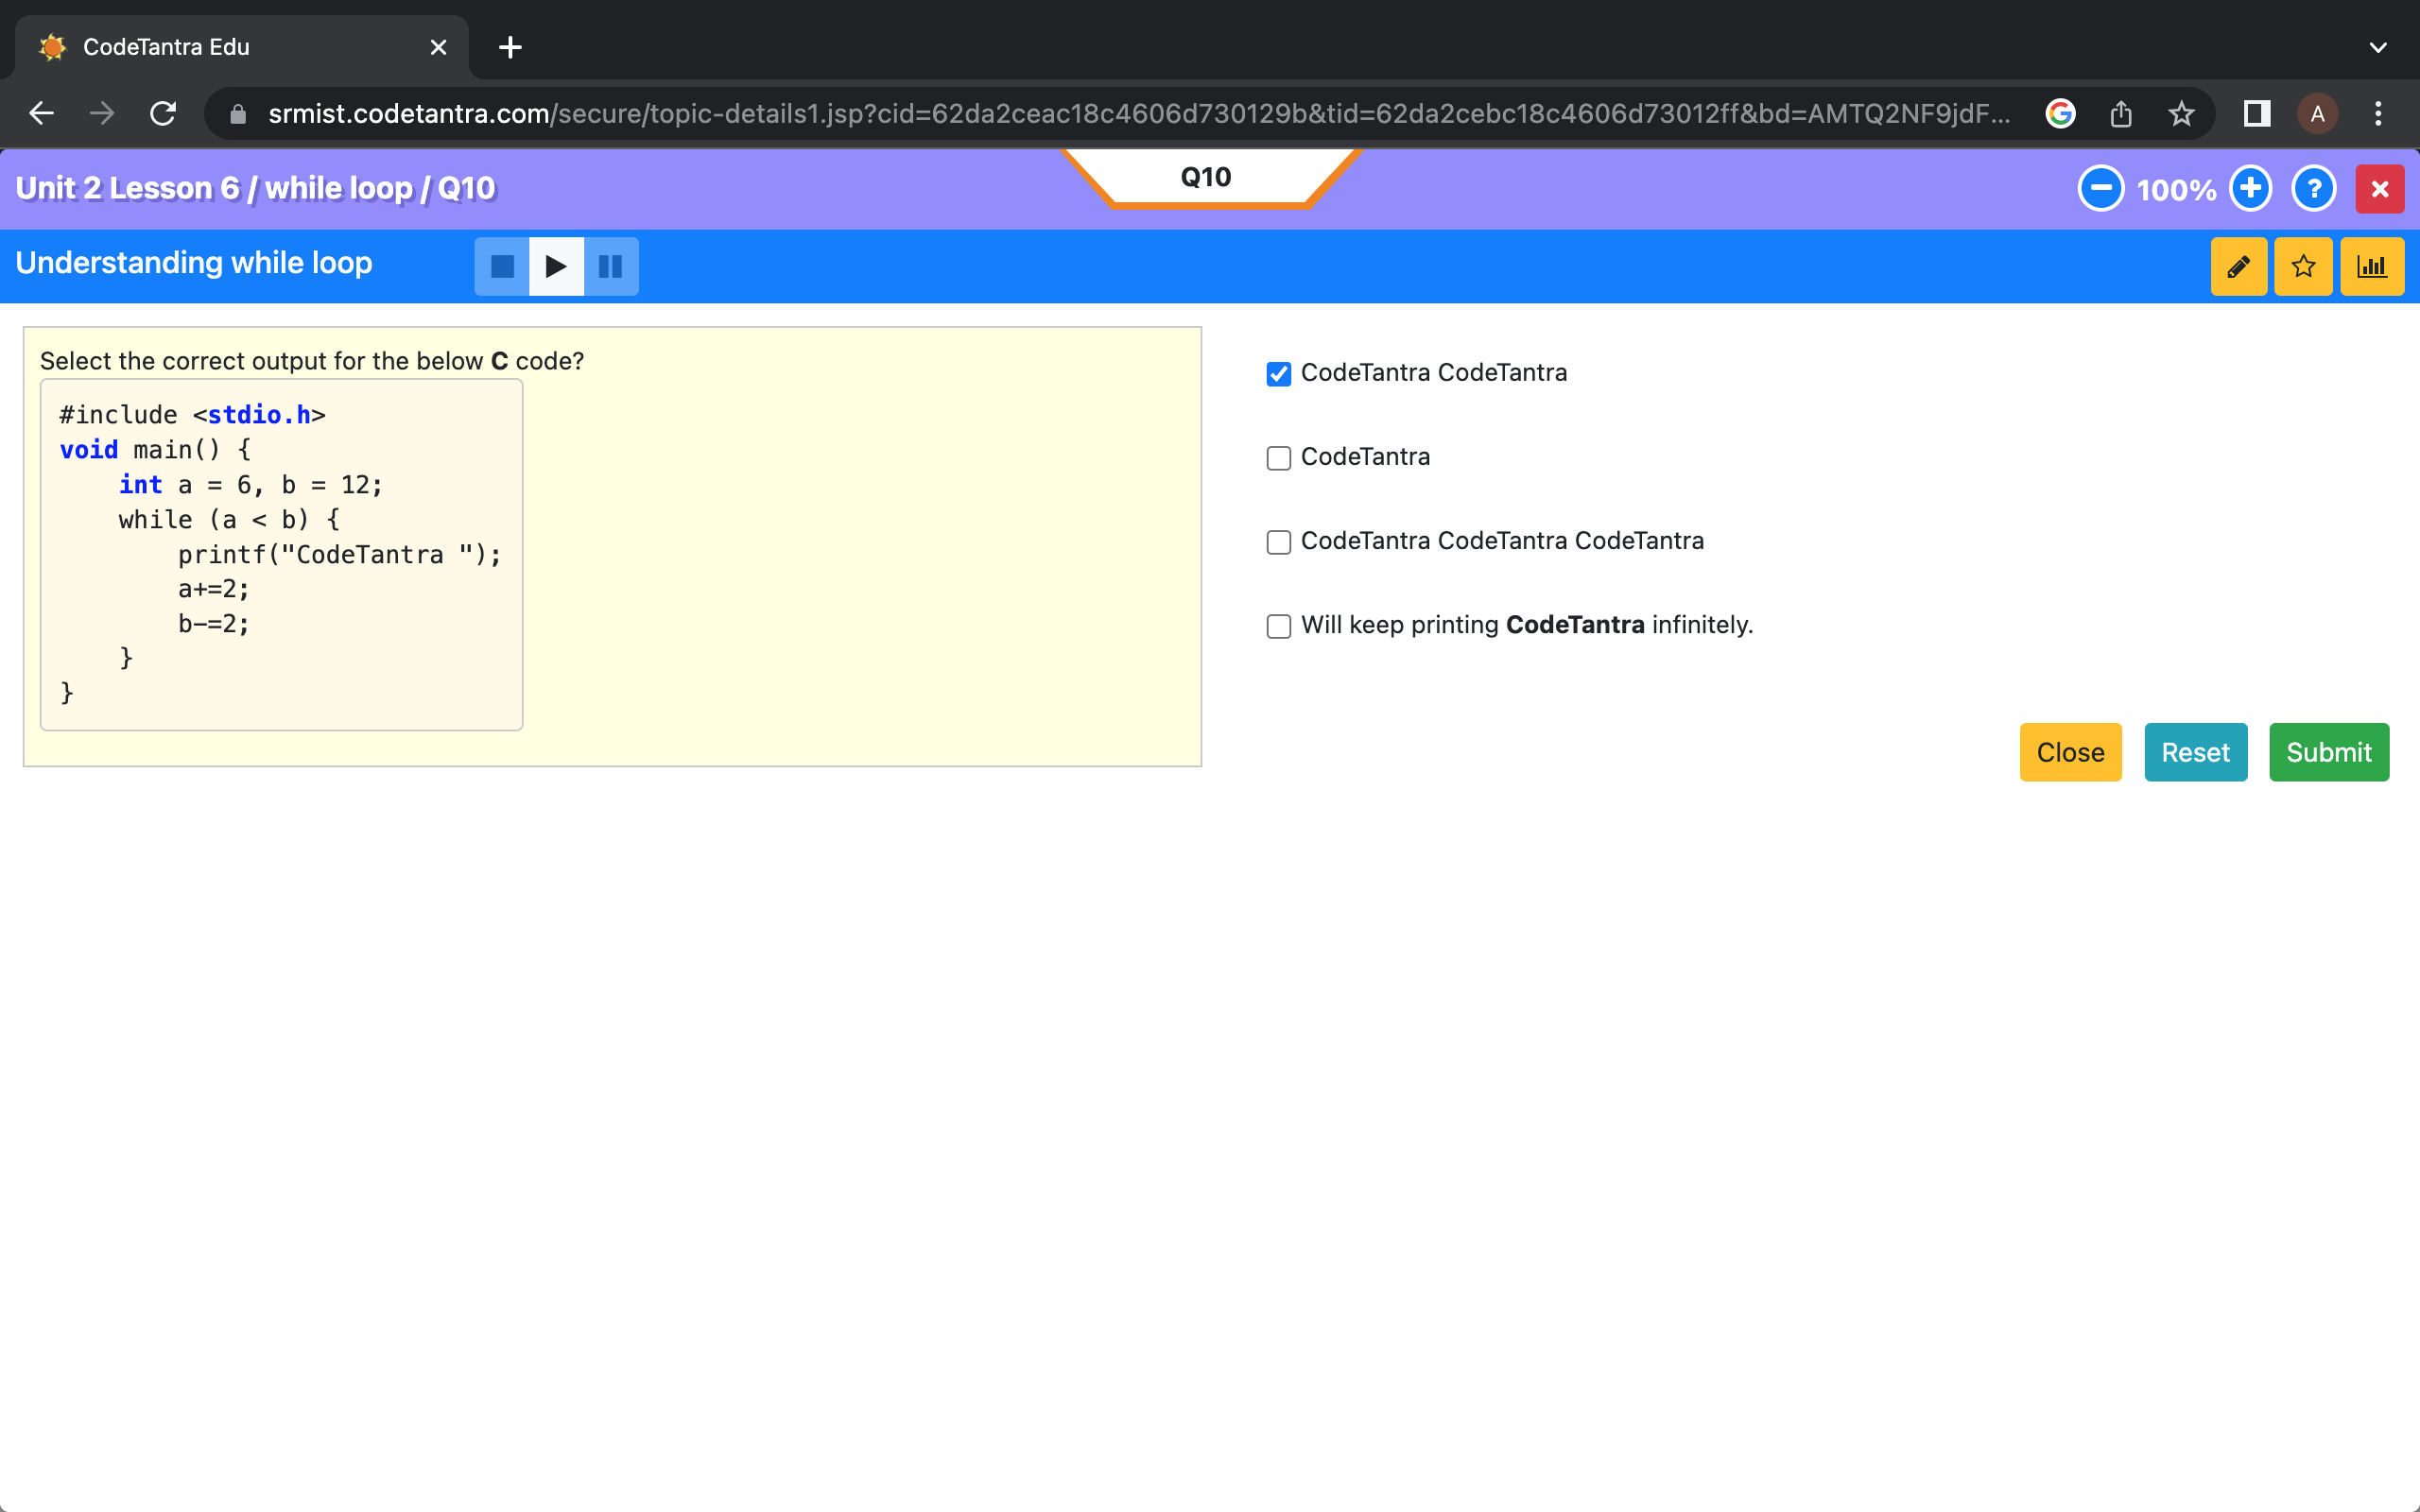 CodeTantra Edu
srmist.codetantra.com/secure/topic-details1.jsp?cid=62da2ceac18c4606d730129b&tid=62da2cebc18c4606d73012ff&bd=AMTQ2NF9jdF...
A
Unit 2 Lesson 6 / while loop / Q10
Q10
100%
?
Understanding while loop
Select the correct output for the below C code?
#include <stdio.h>
void main() {
    int a = 6, b = 12;
    while (a < b) {
        printf("CodeTantra ");
        a+=2;
        b-=2;
    }
}
CodeTantra CodeTantra
CodeTantra
CodeTantra CodeTantra CodeTantra
Will keep printing CodeTantra infinitely.
Close Reset Submit